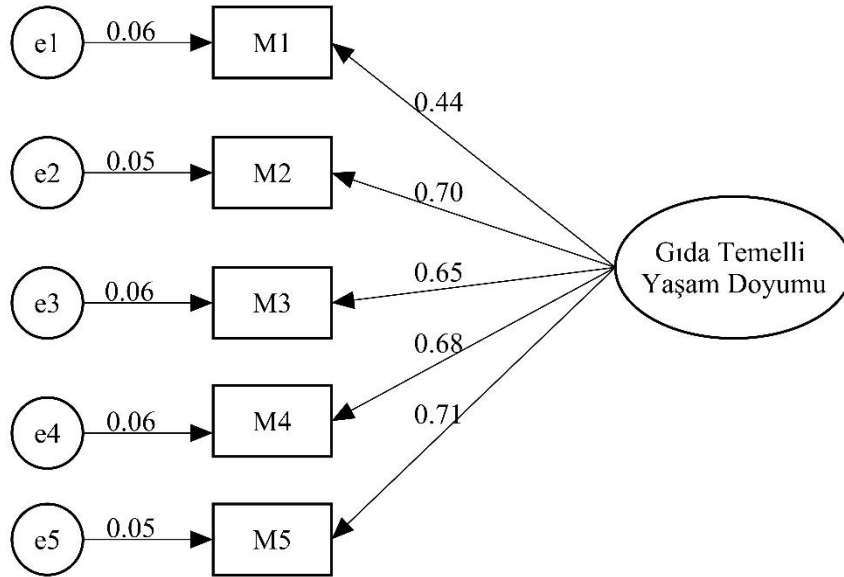 e1 0.06 M1
0.44
e2 0.05 M2
0.70
e3 0.06 M3
0.65
Gıda Temelli
Yaşam Doyumu
e4 0.06 M4
0.68
e5 0.05 M5
0.71